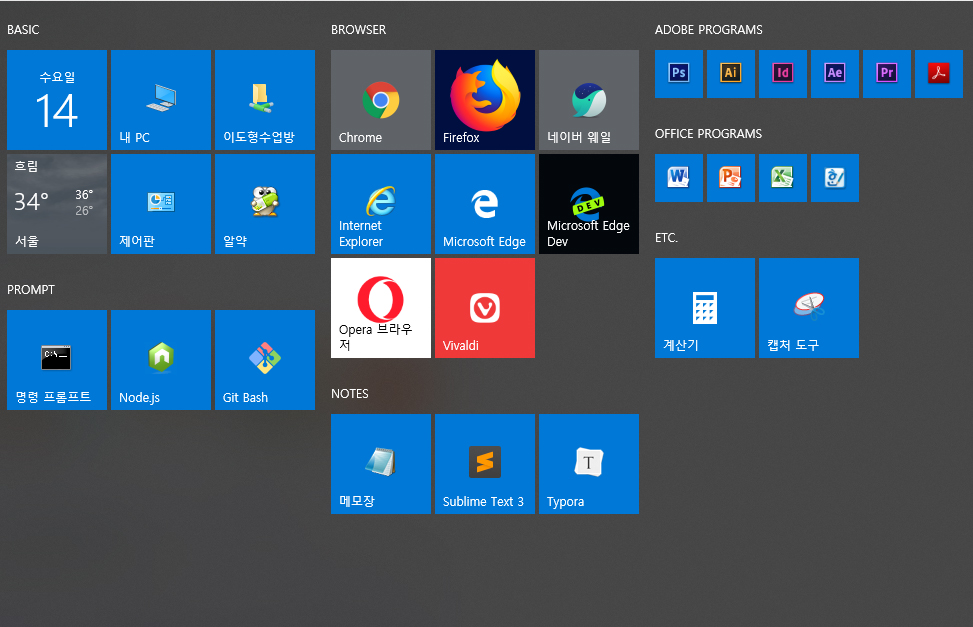 BASIC
수요일
14
내 PC
이도형수업방
흐림
34°
36°
26°
서울
제어판
알약
PROMPT
C:\
명령 프롬프트
Node.js
Git Bash
BROWSER
Chrome
Firefox
네이버 웨일
Internet
Explorer
Microsoft Edge
DEV
Microsoft Edge
Dev
Opera 브라우
저
Vivaldi
NOTES
메모장
Sublime Text 3
T
Typora
ADOBE PROGRAMS
Ps
Ai
Id
Ae
Pr
OFFICE PROGRAMS
W
P
X
ETC.
계산기
캡처 도구